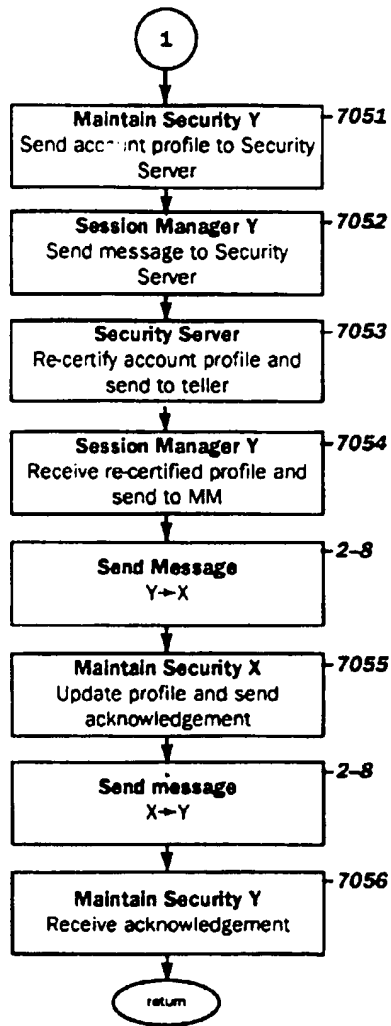 1
Maintain Security Y
7051
Send account profile to Security
Server
Session Manager Y
7052
Send message to Security
Server
Security Server
7053
Re-certify account profile and
send to teller
Session Manager Y
7054
Receive re-certified profile and
send to MM
Send Message
2-8
Y→X
Maintain Security X
7055
Update profile and send
acknowledgement
Send message
2-8
X→Y
Maintain Security Y
7056
Receive acknowledgement
return